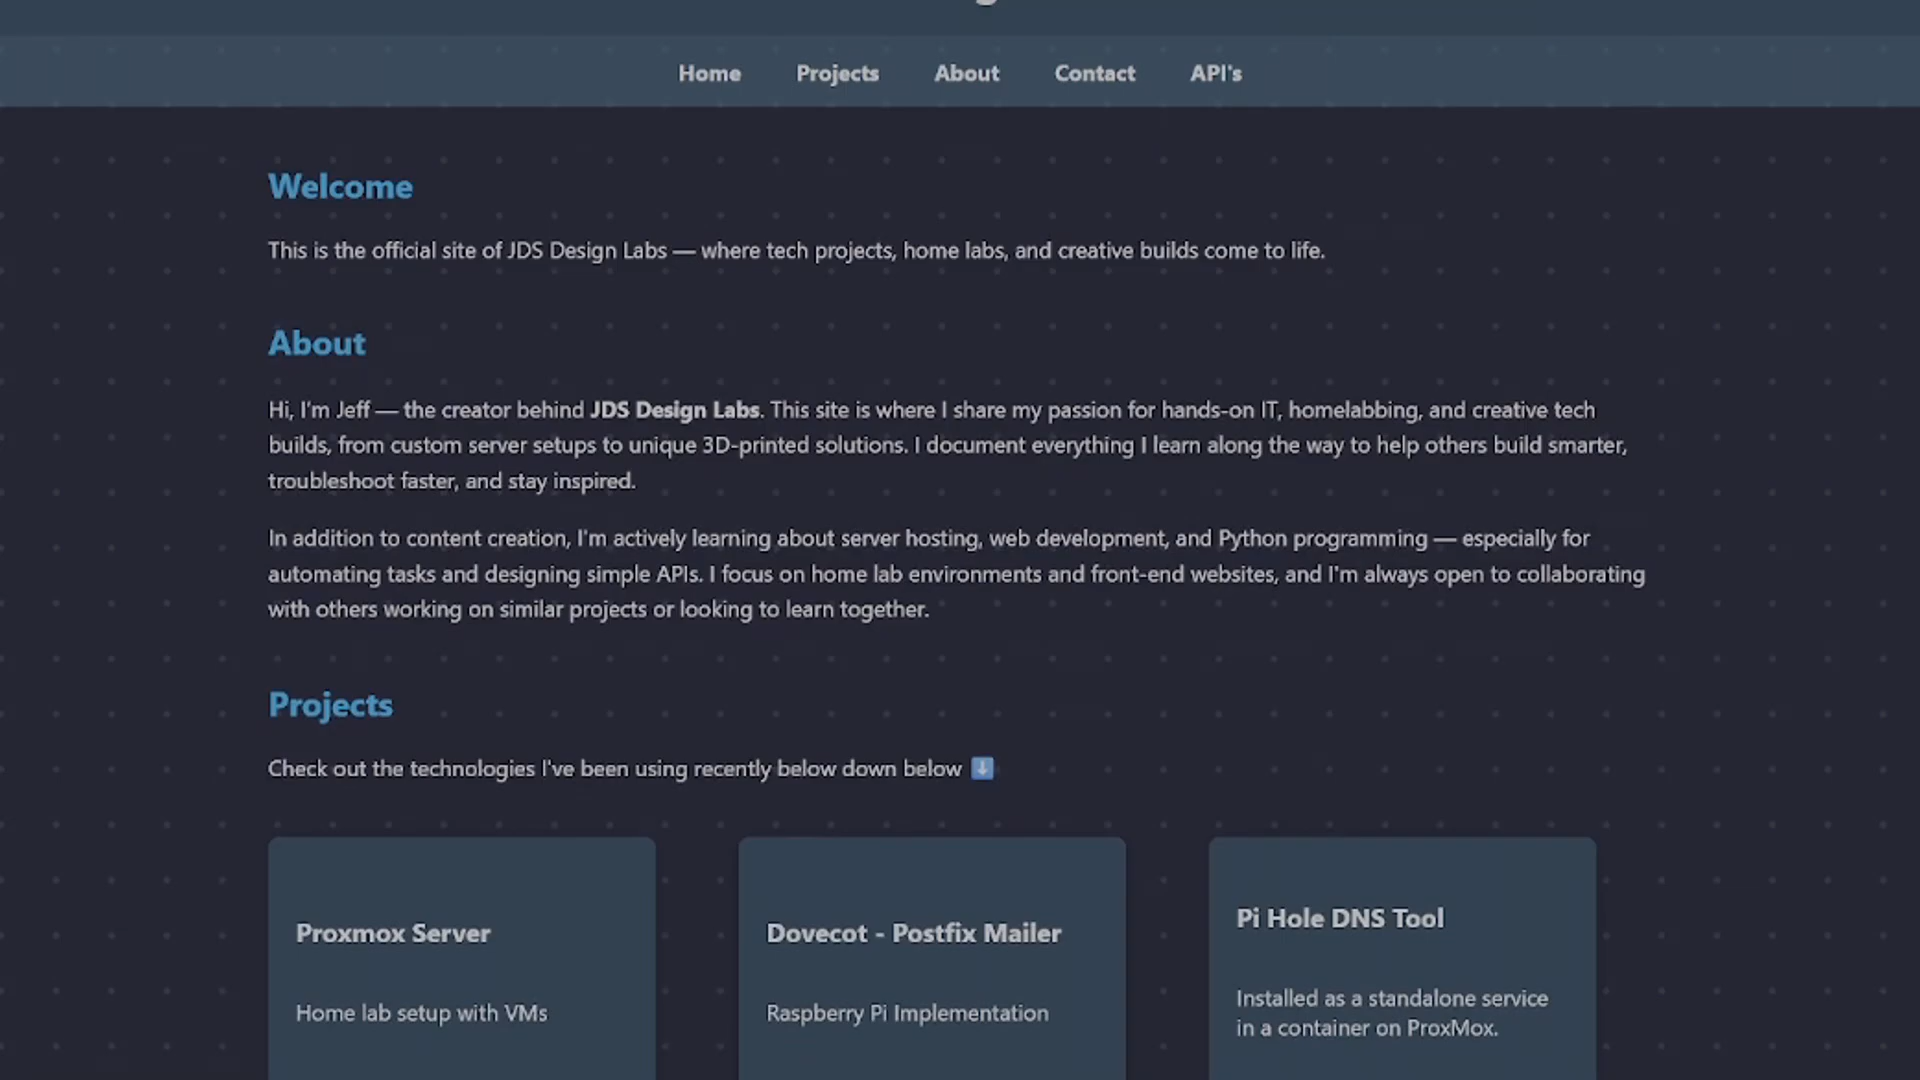 Home Projects About Contact API's
Welcome
This is the official site of JDS Design Labs — where tech projects, home labs, and creative builds come to life.
About
Hi, I'm Jeff — the creator behind JDS Design Labs. This site is where I share my passion for hands-on IT, homelabbing, and creative tech
builds, from custom server setups to unique 3D-printed solutions. I document everything I learn along the way to help others build smarter,
troubleshoot faster, and stay inspired.
In addition to content creation, I'm actively learning about server hosting, web development, and Python programming — especially for
automating tasks and designing simple APIs. I focus on home lab environments and front-end websites, and I'm always open to collaborating
with others working on similar projects or looking to learn together.
Projects
Check out the technologies I've been using recently below down below ⬇️
Proxmox Server
Home lab setup with VMs
Dovecot - Postfix Mailer
Raspberry Pi Implementation
Pi Hole DNS Tool
Installed as a standalone service
in a container on ProxMox.